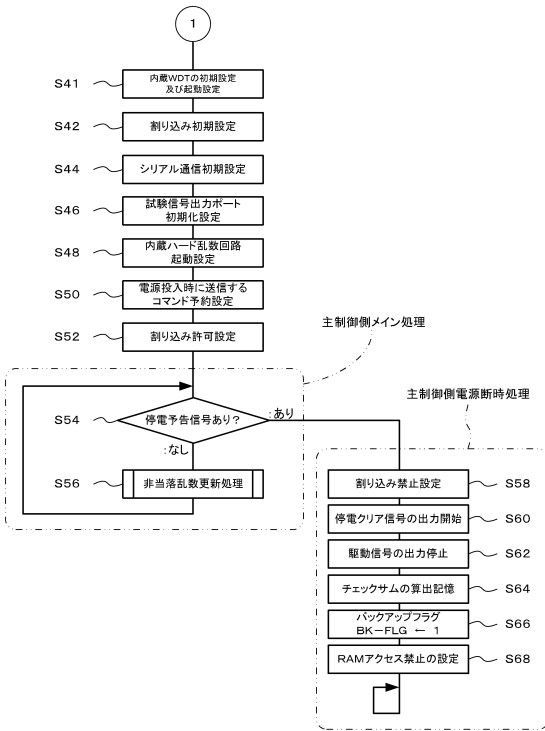 1
S41
内蔵WDTの初期設定
及び起動設定
S42
割り込み初期設定
S44
シリアル通信初期設定
S46
試験信号出力ポート
初期化設定
S48
内蔵ハード乱数回路
起動設定
S50
電源投入時に送信する
コマンド予約設定
S52
割り込み許可設定
主制御側メイン処理
主制御側電源断時処理
S54
停電予告信号あり？
:あり
:なし
S56
非当落乱数更新処理
割り込み禁止設定
S58
停電クリア信号の出力開始
S60
駆動信号の出力停止
S62
チェックサムの算出記憶
S64
バックアップフラグ
BK－FLG ← 1
S66
RAMアクセス禁止の設定
S68